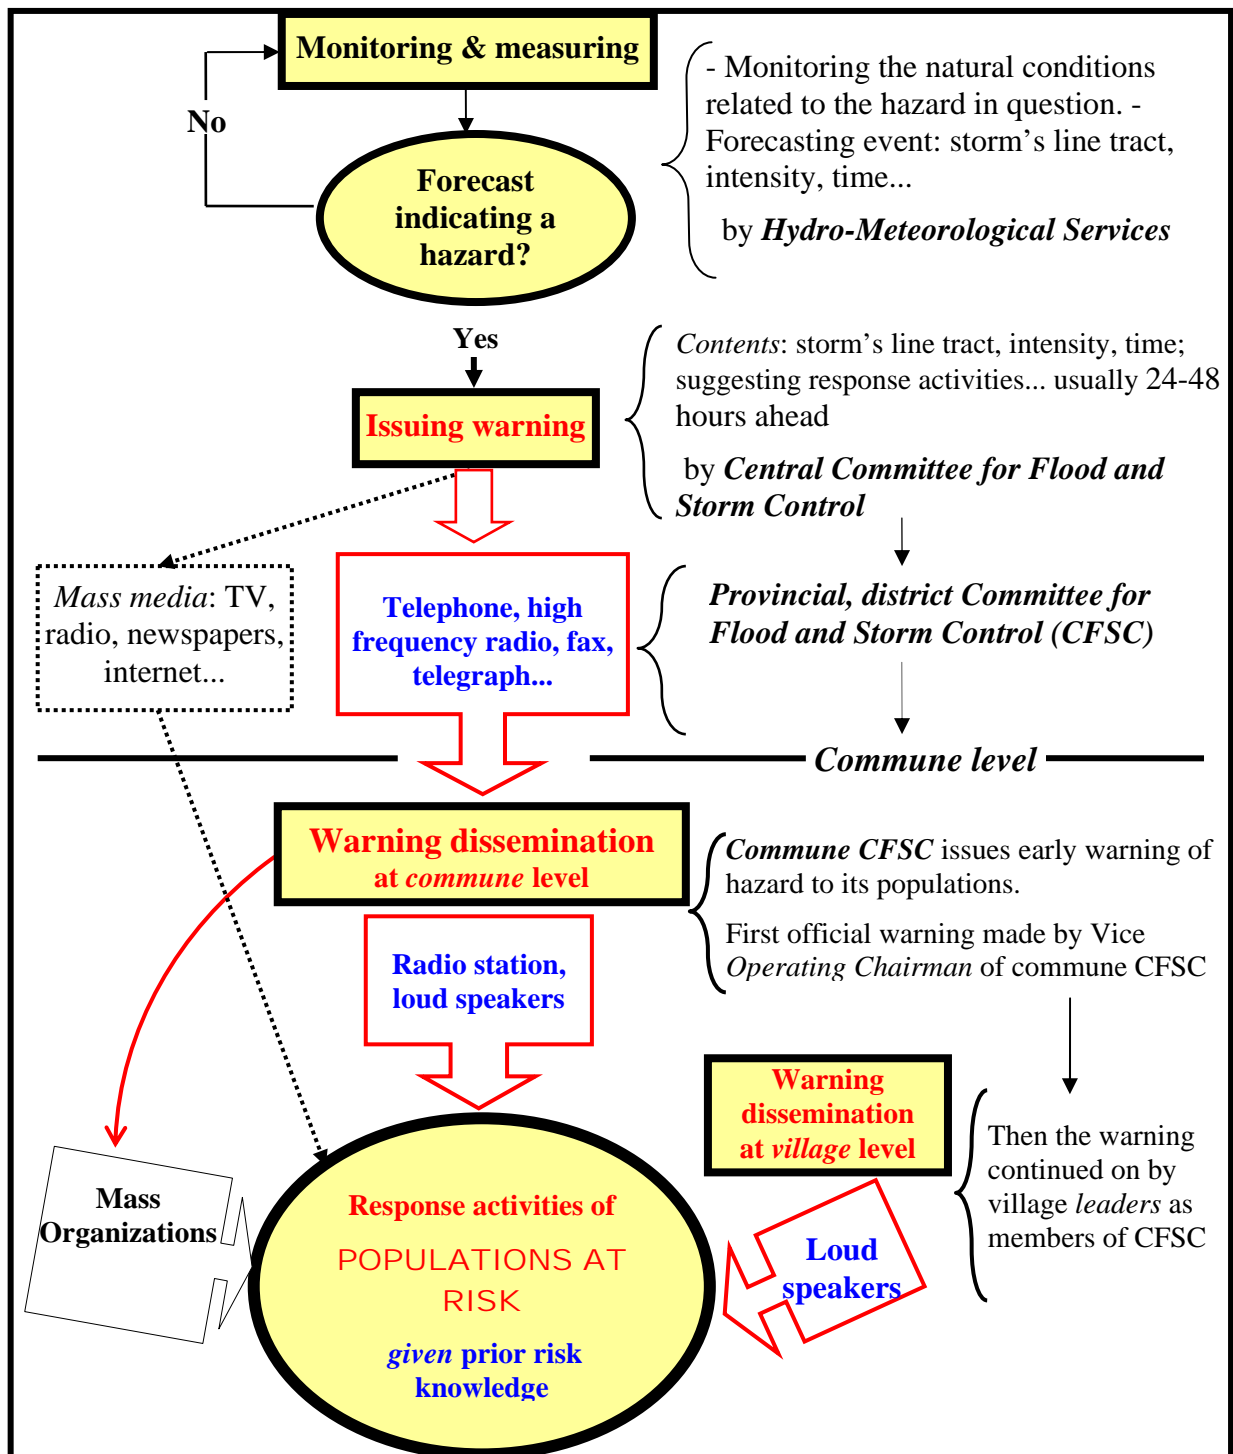 Monitoring & measuring
- Monitoring the natural conditions
related to the hazard in question. -
Forecasting event: storm’s line tract,
intensity, time...
by Hydro-Meteorological Services
No
Forecast
indicating a
hazard?
Yes
Contents: storm’s line tract, intensity, time;
suggesting response activities... usually 24-48
hours ahead
by Central Committee for Flood and
Storm Control
Issuing warning
Mass media: TV,
radio, newspapers,
internet...
Telephone, high
frequency radio, fax,
telegraph...
Provincial, district Committee for
Flood and Storm Control (CFSC)
Commune level
Warning dissemination
at commune level
Commune CFSC issues early warning of
hazard to its populations.
First official warning made by Vice
Operating Chairman of commune CFSC
Radio station,
loud speakers
Warning
dissemination
at village level
Then the warning
continued on by
village leaders as
members of CFSC
Mass
Organizations
Loud
speakers
Response activities of
POPULATIONS AT
RISK
given prior risk
knowledge